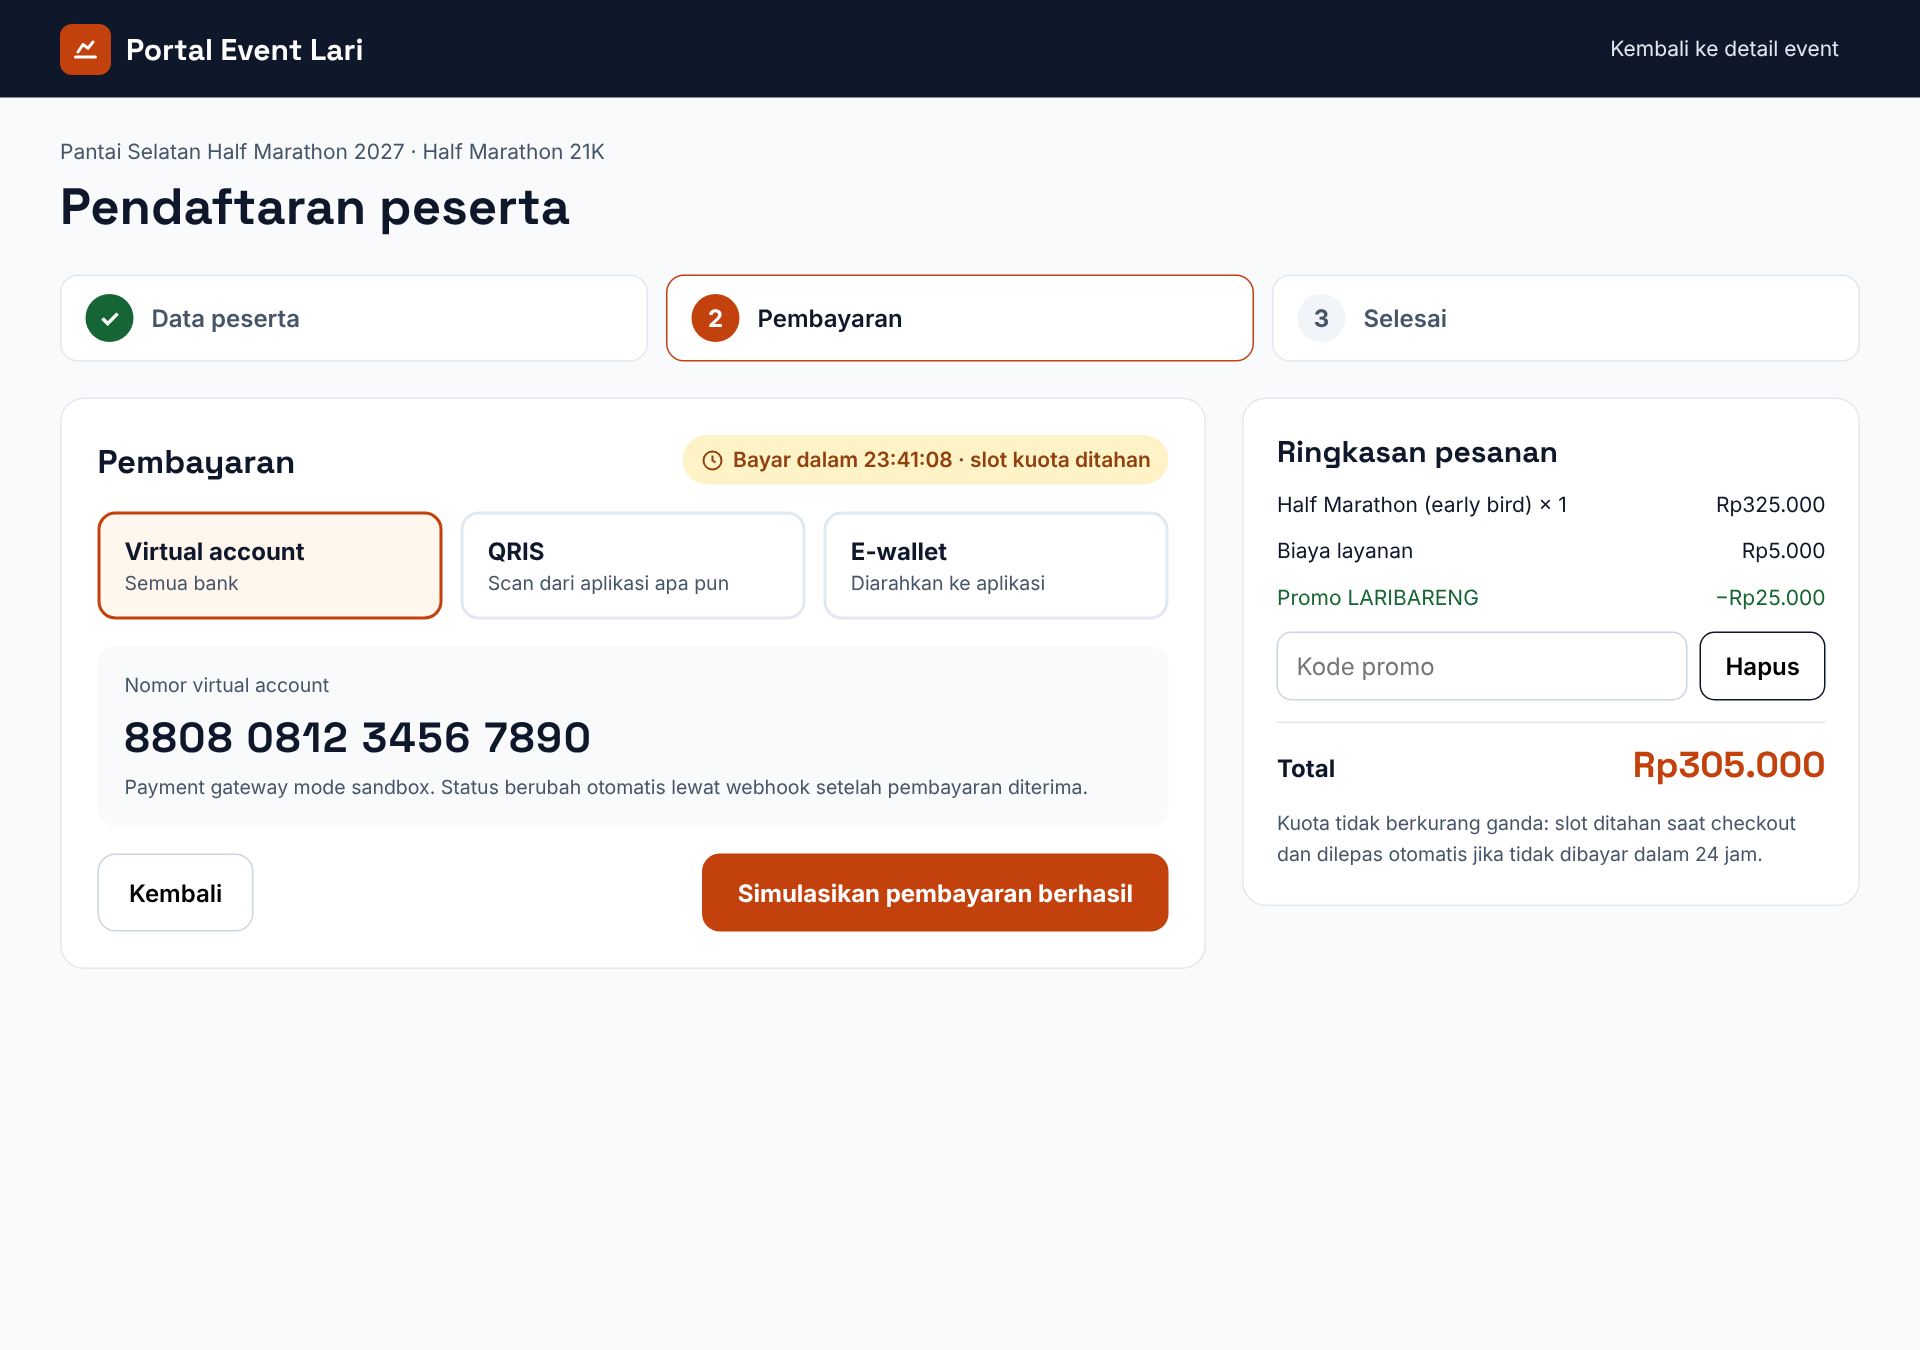 Portal Event Lari
Kembali ke detail event
Pantai Selatan Half Marathon 2027 · Half Marathon 21K
Pendaftaran peserta
Data peserta
2 Pembayaran
3 Selesai
Pembayaran
Bayar dalam 23:41:08 · slot kuota ditahan
Virtual account
Semua bank
QRIS
Scan dari aplikasi apa pun
E-wallet
Diarahkan ke aplikasi
Nomor virtual account
8808 0812 3456 7890
Payment gateway mode sandbox. Status berubah otomatis lewat webhook setelah pembayaran diterima.
Kembali
Simulasikan pembayaran berhasil
Ringkasan pesanan
Half Marathon (early bird) × 1 Rp325.000
Biaya layanan Rp5.000
Promo LARIBARENG −Rp25.000
Kode promo
Hapus
Total Rp305.000
Kuota tidak berkurang ganda: slot ditahan saat checkout
dan dilepas otomatis jika tidak dibayar dalam 24 jam.